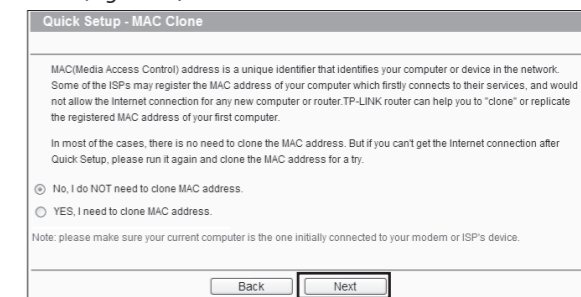 Quick Setup - MAC Clone
MAC(Media Access Control) address is a unique identifier that identifies your computer or device in the network.
Some of the ISPs may register the MAC address of your computer which firstly connects to their services, and would
not allow the Internet connection for any new computer or router.TP-LINK router can help you to "clone" or replicate
the registered MAC address of your first computer.
In most of the cases, there is no need to clone the MAC address. But if you can't get the Internet connection after
Quick Setup, please run it again and clone the MAC address for a try.
No, I do NOT need to clone MAC address.
YES, I need to clone MAC address.
Note: please make sure your current computer is the one initially connected to your modem or ISP's device.
Back Next